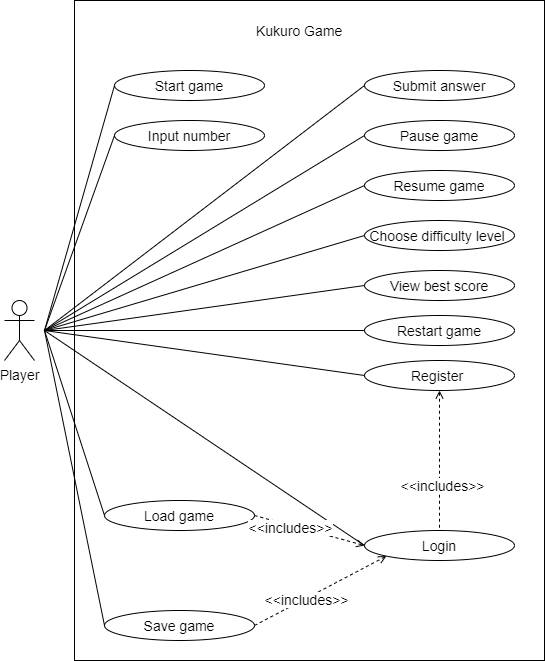 Kukuro Game
Start game
Submit answer
Input number
Pause game
Resume game
Choose difficulty level
View best score
Restart game
Player
Register
<<includes>>
Load game
<<includes>>
Login
<<includes>>
Save game